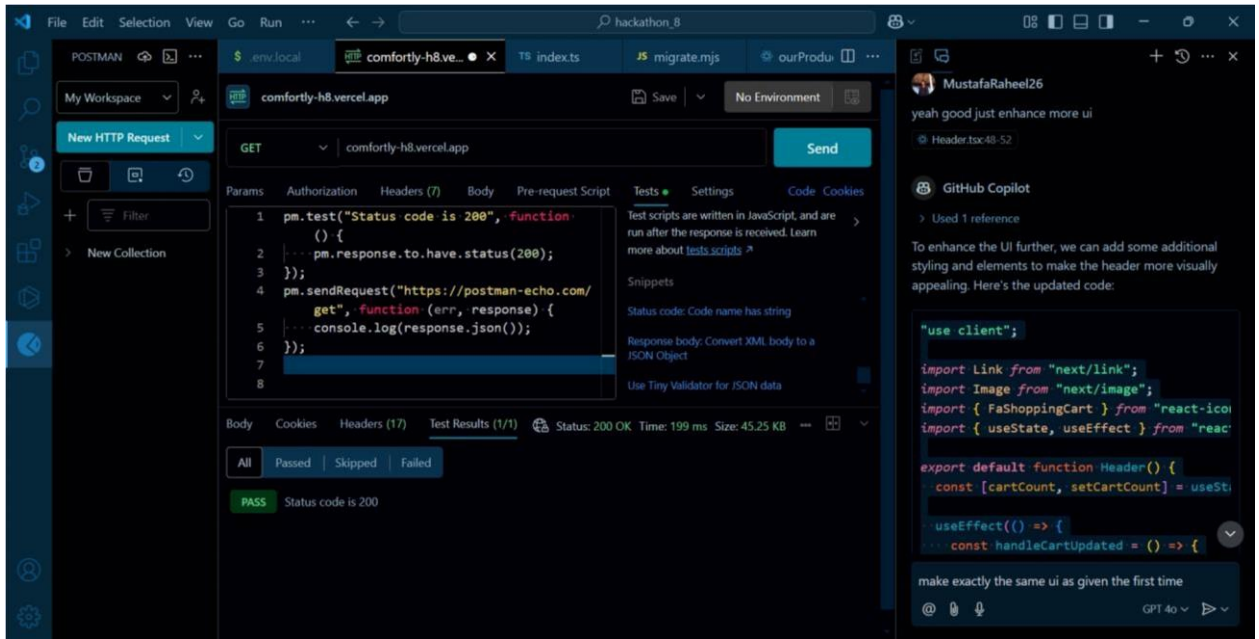 File Edit Selection View Go Run ··· hackathon_8
POSTMAN ···
My Workspace
New HTTP Request
Filter
New Collection
2
$ .env.local
HTTP comfortly-h8.ve...
TS index.ts
JS migrate.mjs
ourProdu
HTTP comfortly-h8.vercel.app
Save
No Environment
GET comfortly-h8.vercel.app Send
Params Authorization Headers (7) Body Pre-request Script Tests Settings Code Cookies
1 pm.test("Status code is 200", function
() {
2 pm.response.to.have.status(200);
3 });
4 pm.sendRequest("https://postman-echo.com/
get", function (err, response) {
5 console.log(response.json());
6 });
7
8
Test scripts are written in JavaScript, and are
run after the response is received. Learn
more about tests scripts
Snippets
Status code: Code name has string
Response body: Convert XML body to a
JSON Object
Use Tiny Validator for JSON data
Body Cookies Headers (17) Test Results (1/1) Status: 200 OK Time: 199 ms Size: 45.25 KB
All Passed Skipped Failed
PASS Status code is 200
MustafaRaheel26
yeah good just enhance more ui
Header.tsx:48-52
GitHub Copilot
> Used 1 reference
To enhance the UI further, we can add some additional
styling and elements to make the header more visually
appealing. Here's the updated code:
"use client";
import Link from "next/link";
import Image from "next/image";
import { FaShoppingCart } from "react-ico
import { useState, useEffect } from "reac
export default function Header() {
const [cartCount, setCartCount] = useSta
useEffect(() => {
const handleCartUpdated = () => {
make exactly the same ui as given the first time
@ GPT 4o